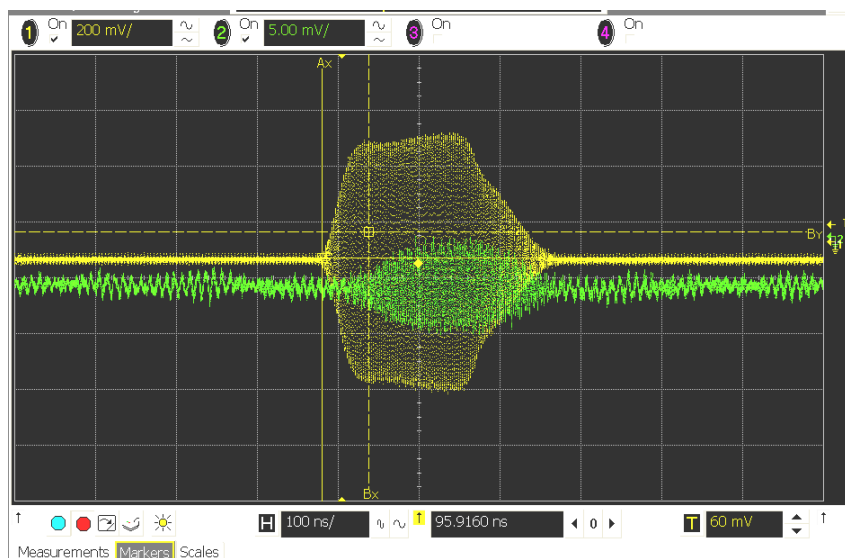 1 On 200 mV/ 2 On 5.00 mV/ 3 On 4 On
Ax
By
Bx
H 100 ns/ 95.9160 ns 0 T 60 mV
Measurements Markers Scales